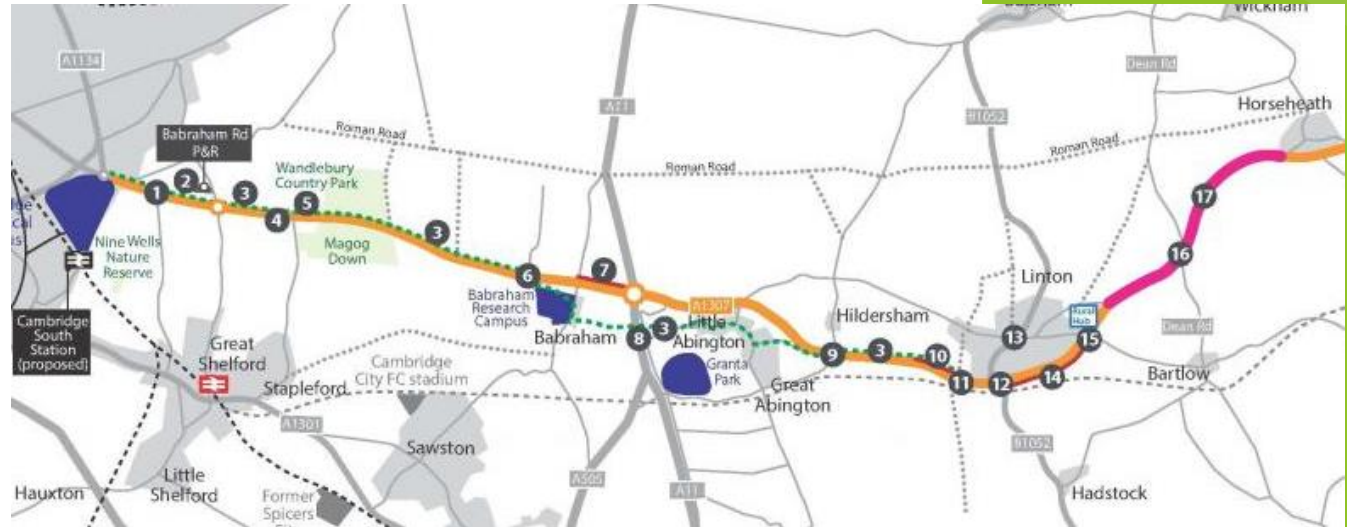 Wickham
A1134
Dean Rd
A11
Horseheath
B1052
Babraham Rd
P&R
Roman Road
Roman Road
Roman Road
Wandlebury
Country Park
1
2
3
4
5
3
17
Nine Wells
Nature
Reserve
Magog
Down
16
6
7
Linton
Babraham
Research
Campus
A1307
Hildersham
Rural
Hub
Dean Rd
Cambridge
South
Station
(proposed)
Babraham
8
3
Little
Abington
13
15
Great
Shelford
Cambridge
City FC stadium
Granta
Park
9
3
10
11
12
14
Bartlow
Stapleford
Great
Abington
A1301
Sawston
B1052
Hauxton
Little
Shelford
Former
Spicers
A505
A11
Hadstock